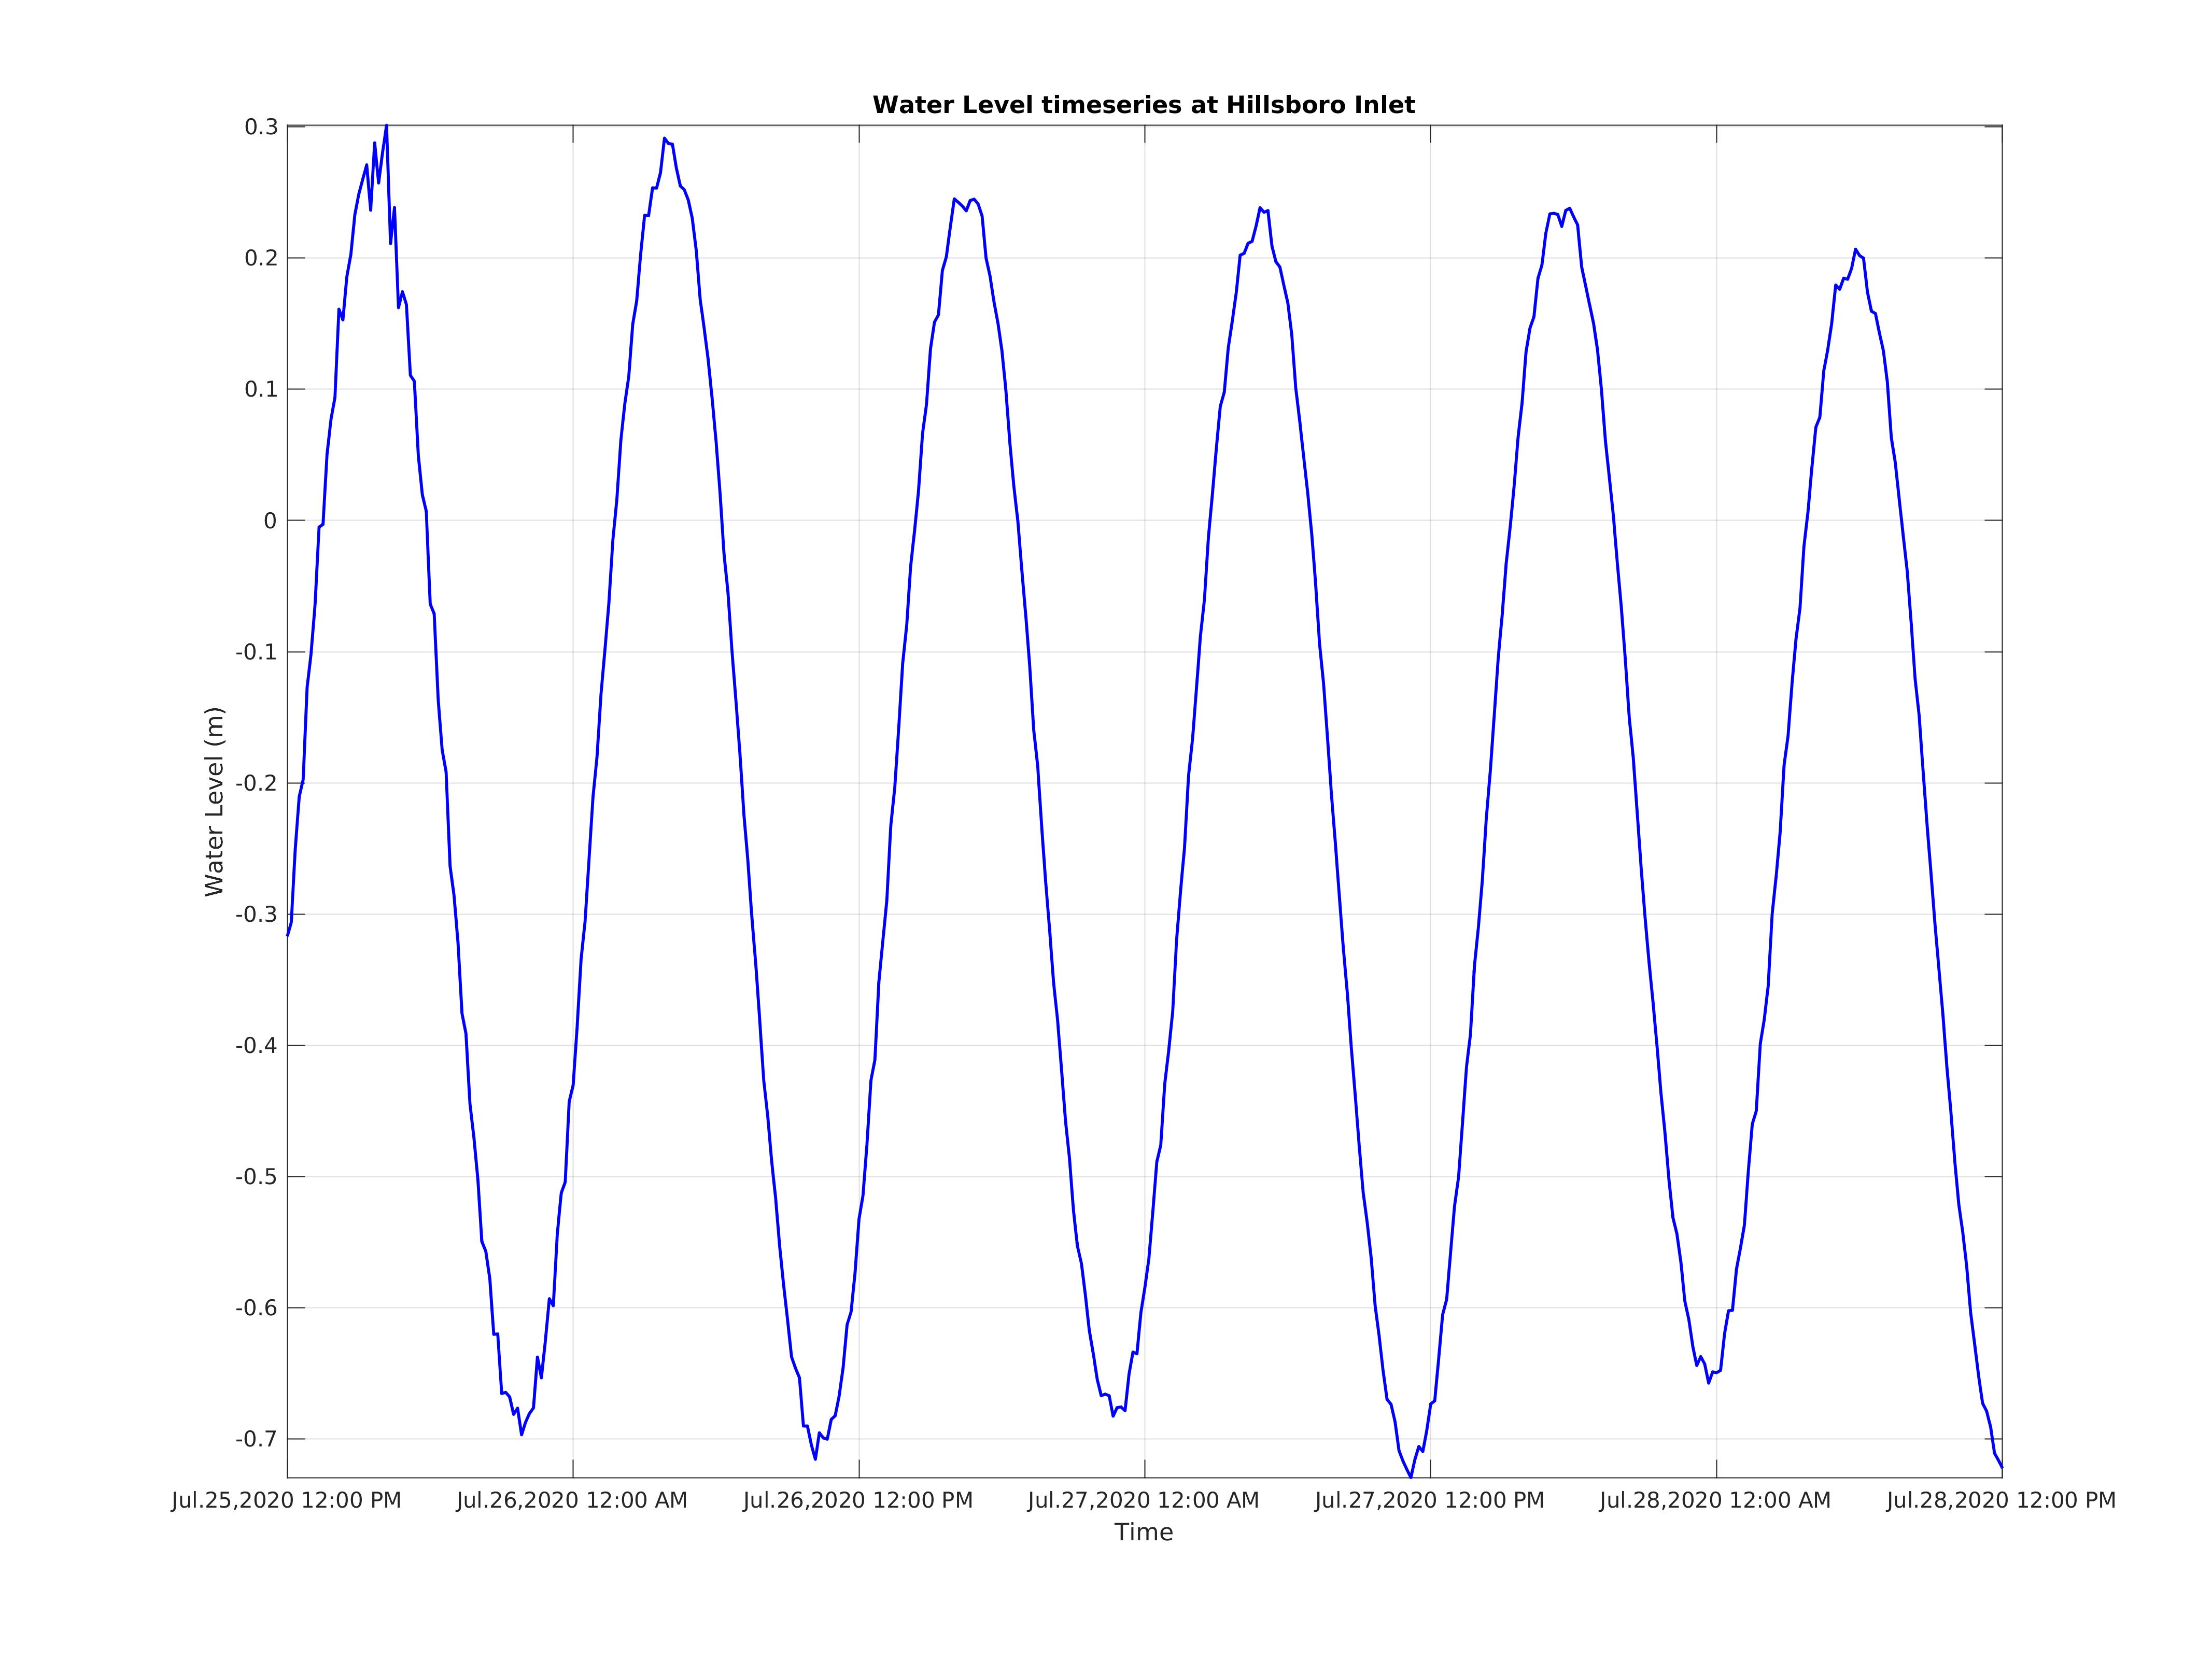 Water Level timeseries at Hillsboro Inlet
0.3
0.2
0.1
0
-0.1
-0.2
-0.3
-0.4
-0.5
-0.6
-0.7
Water Level (m)
Jul.25,2020 12:00 PM
Jul.26,2020 12:00 AM
Jul.26,2020 12:00 PM
Jul.27,2020 12:00 AM
Jul.27,2020 12:00 PM
Jul.28,2020 12:00 AM
Jul.28,2020 12:00 PM
Time